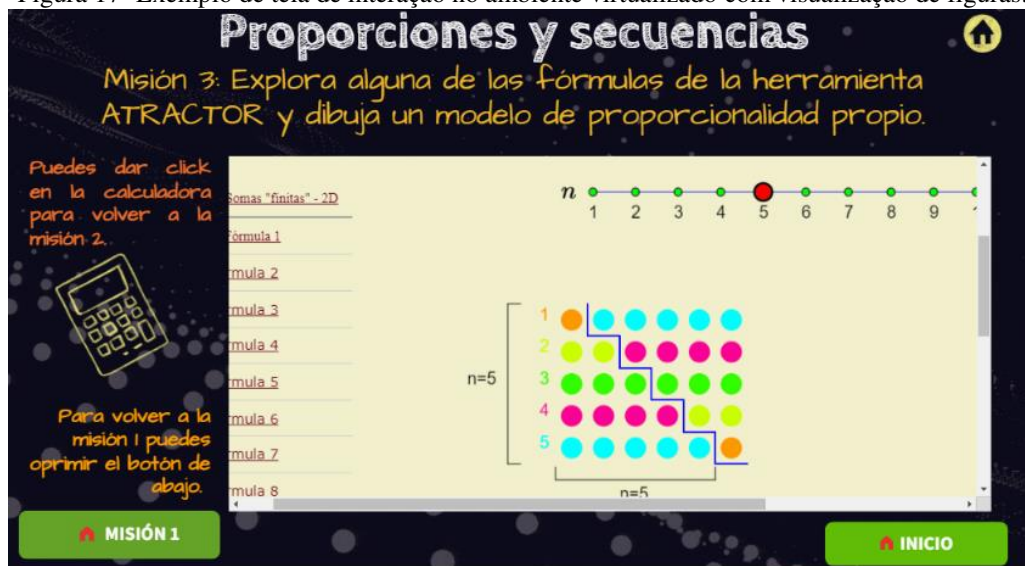 Figura 17- Exemplo de tela de interação no ambiente virtualizado com visualização de figuras.
Proporciones y secuencias
Misión 3: Explora alguna de las fórmulas de la herramienta
ATRACTOR y dibuja un modelo de proporcionalidad propio.
Puedes dar click
en la calculadora
para volver a la
misión 2.
Para volver a la
misión 1 puedes
oprimir el botón de
abajo.
MISIÓN 1
Somas "finitas" - 2D
Fórmula 1
rmula 2
rmula 3
rmula 4
rmula 5
rmula 6
rmula 7
rmula 8
n
1 2 3 4 5 6 7 8 9
1
2
n=5 3
4
5
n=5
INICIO